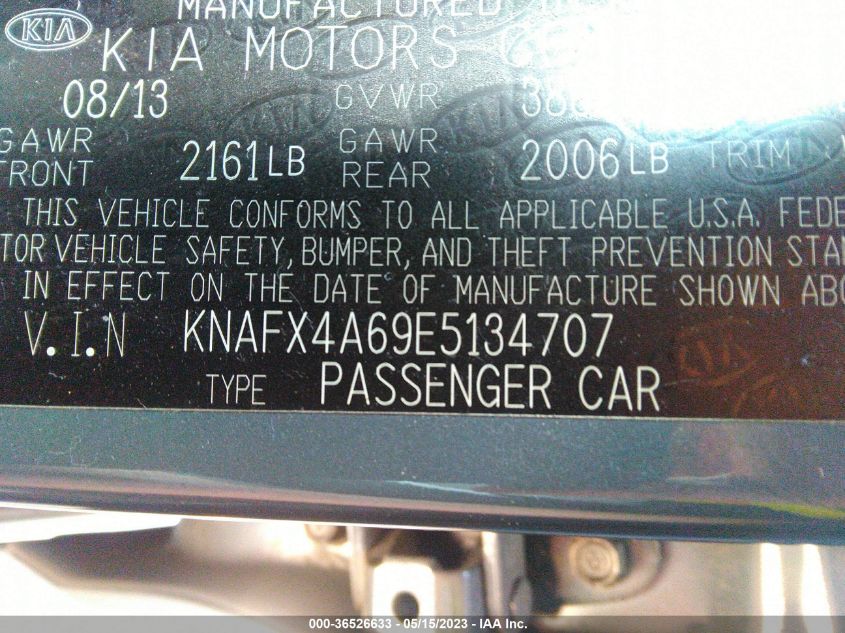 KIA MANUFACTURED
KIA MOTORS
08/13 GVWR
GAWR FRONT 2161LB GAWR REAR 2006LB TRIM
THIS VEHICLE CONFORMS TO ALL APPLICABLE U.S.A. FEDE
TOR VEHICLE SAFETY, BUMPER, AND THEFT PREVENTION STAN
IN EFFECT ON THE DATE OF MANUFACTURE SHOWN ABO
V.I.N KNAFX4A69E5134707
TYPE PASSENGER CAR
000-36526633 - 05/15/2023 - IAA Inc.